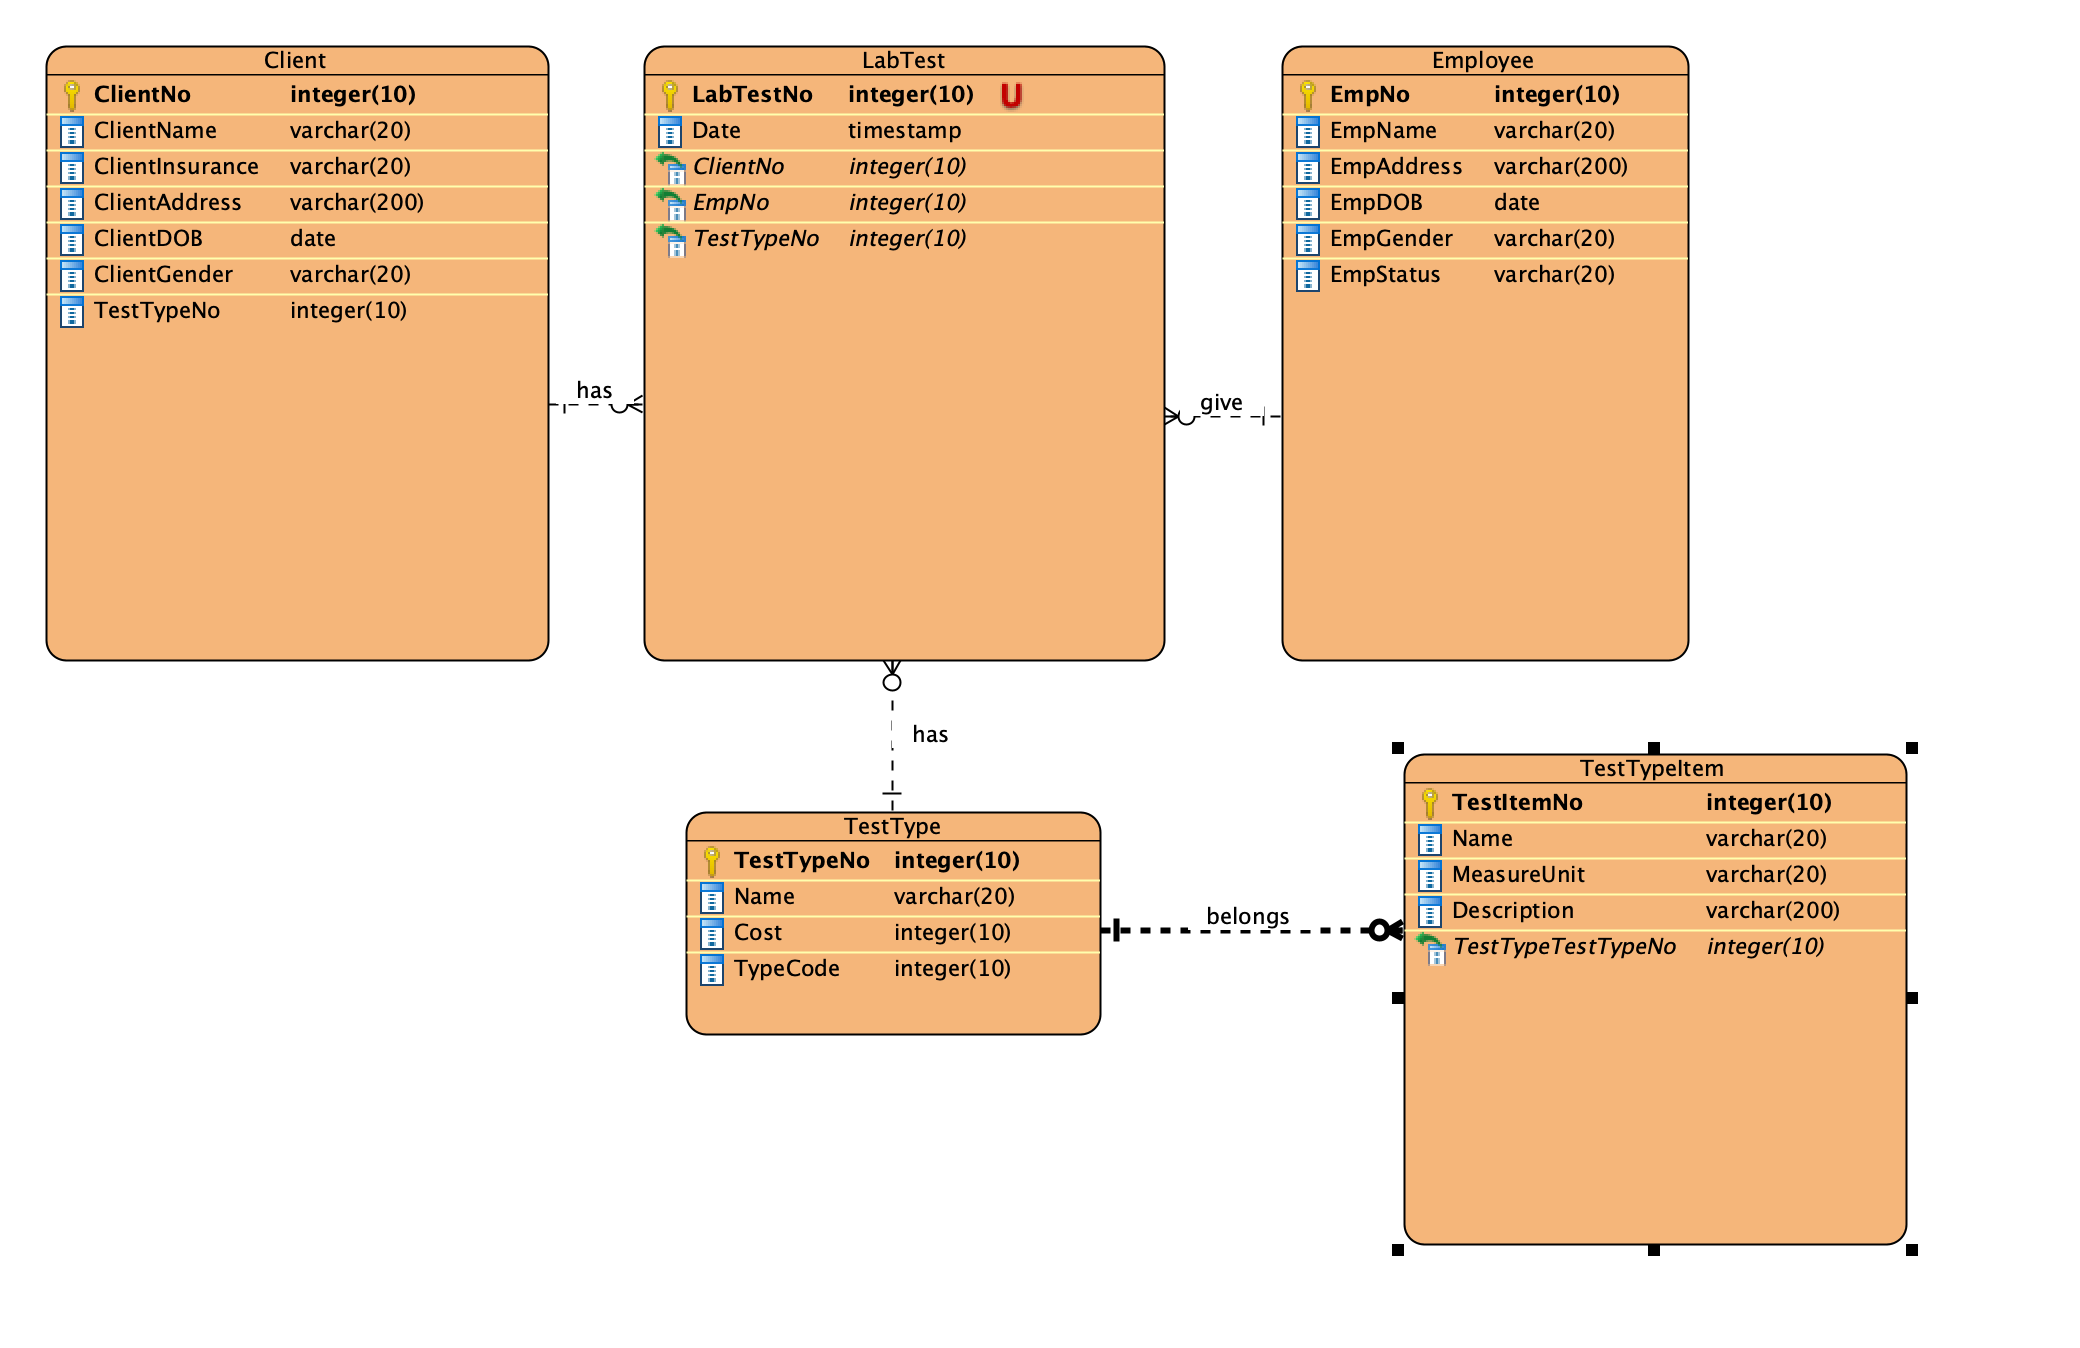 Client
ClientNo integer(10)
ClientName varchar(20)
ClientInsurance varchar(20)
ClientAddress varchar(200)
ClientDOB date
ClientGender varchar(20)
TestTypeNo integer(10)
has
LabTest
LabTestNo integer(10) U
Date timestamp
ClientNo integer(10)
EmpNo integer(10)
TestTypeNo integer(10)
give
Employee
EmpNo integer(10)
EmpName varchar(20)
EmpAddress varchar(200)
EmpDOB date
EmpGender varchar(20)
EmpStatus varchar(20)
has
TestType
TestTypeNo integer(10)
Name varchar(20)
Cost integer(10)
TypeCode integer(10)
belongs
TestTypeItem
TestItemNo integer(10)
Name varchar(20)
MeasureUnit varchar(20)
Description varchar(200)
TestTypeTestTypeNo integer(10)